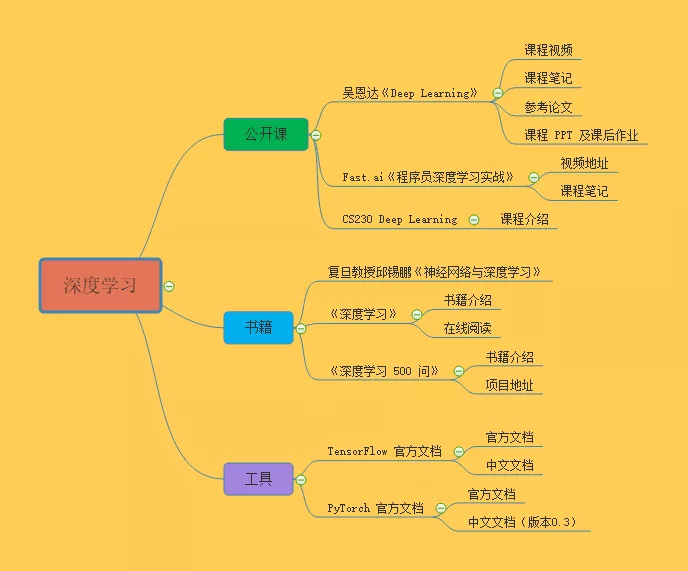 深度学习
公开课
吴恩达《Deep Learning》
课程视频
课程笔记
参考论文
课程 PPT 及课后作业
Fast.ai《程序员深度学习实战》
视频地址
课程笔记
CS230 Deep Learning
课程介绍
书籍
复旦教授邱锡鹏《神经网络与深度学习》
《深度学习》
书籍介绍
在线阅读
《深度学习 500 问》
书籍介绍
项目地址
工具
TensorFlow 官方文档
官方文档
中文文档
PyTorch 官方文档
官方文档
中文文档（版本0.3）